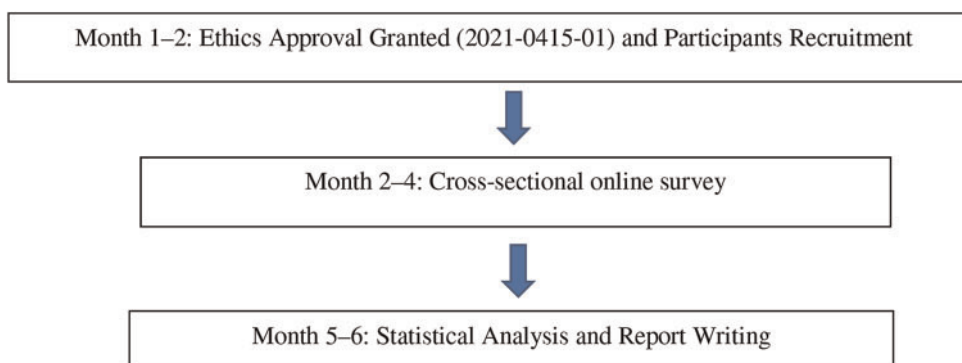 Month 1–2: Ethics Approval Granted (2021-0415-01) and Participants Recruitment
Month 2–4: Cross-sectional online survey
Month 5–6: Statistical Analysis and Report Writing